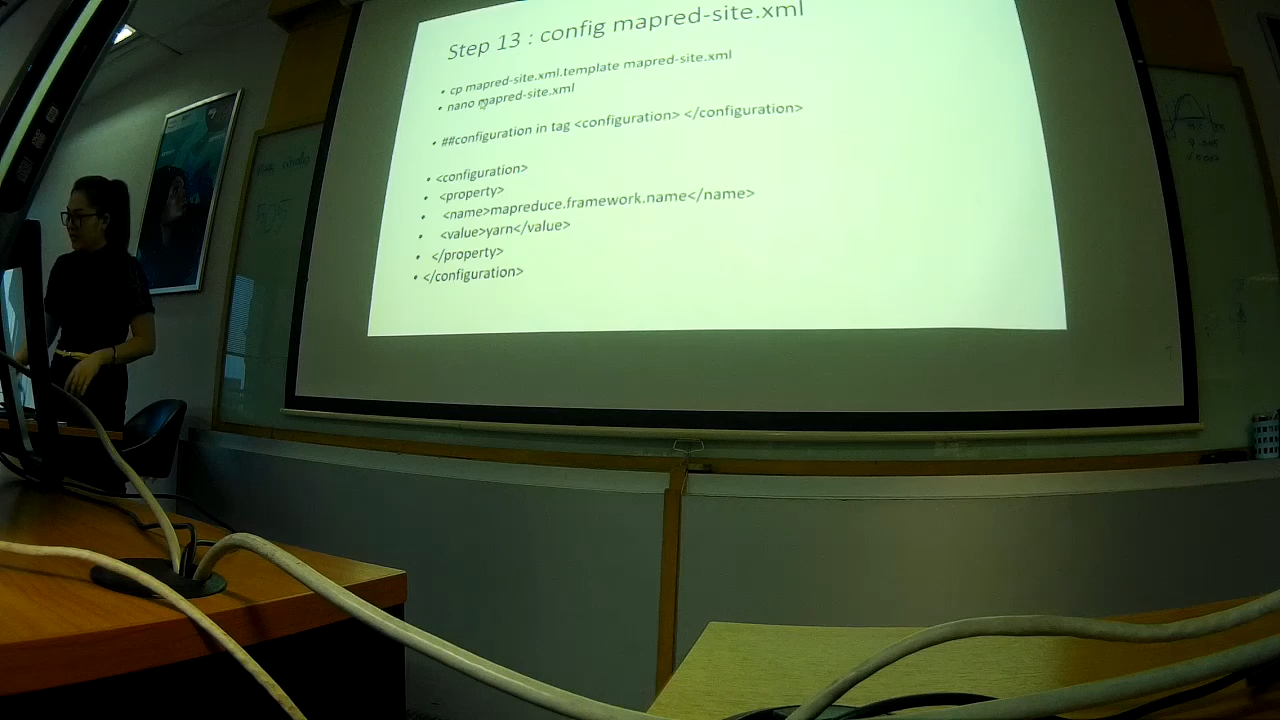 Step 13 : config mapred-site.xml
• cp mapred-site.xml.template mapred-site.xml
• nano mapred-site.xml
• ##configuration in tag <configuration> </configuration>
• <configuration>
• <property>
• <name>mapreduce.framework.name</name>
• <value>yarn</value>
• </property>
• </configuration>